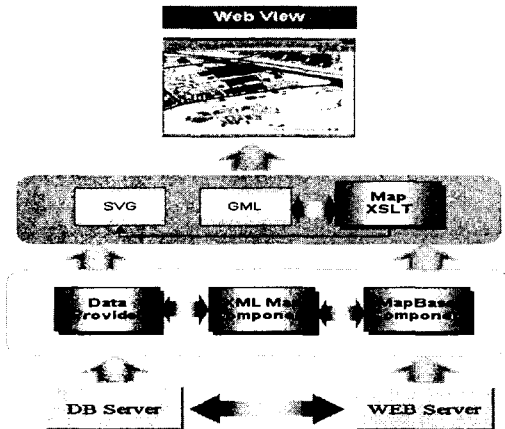 Web View
SVG
GML
Map
XSLT
Data
Provider
XML Map
Component
MapBase
Component
DB Server
WEB Server